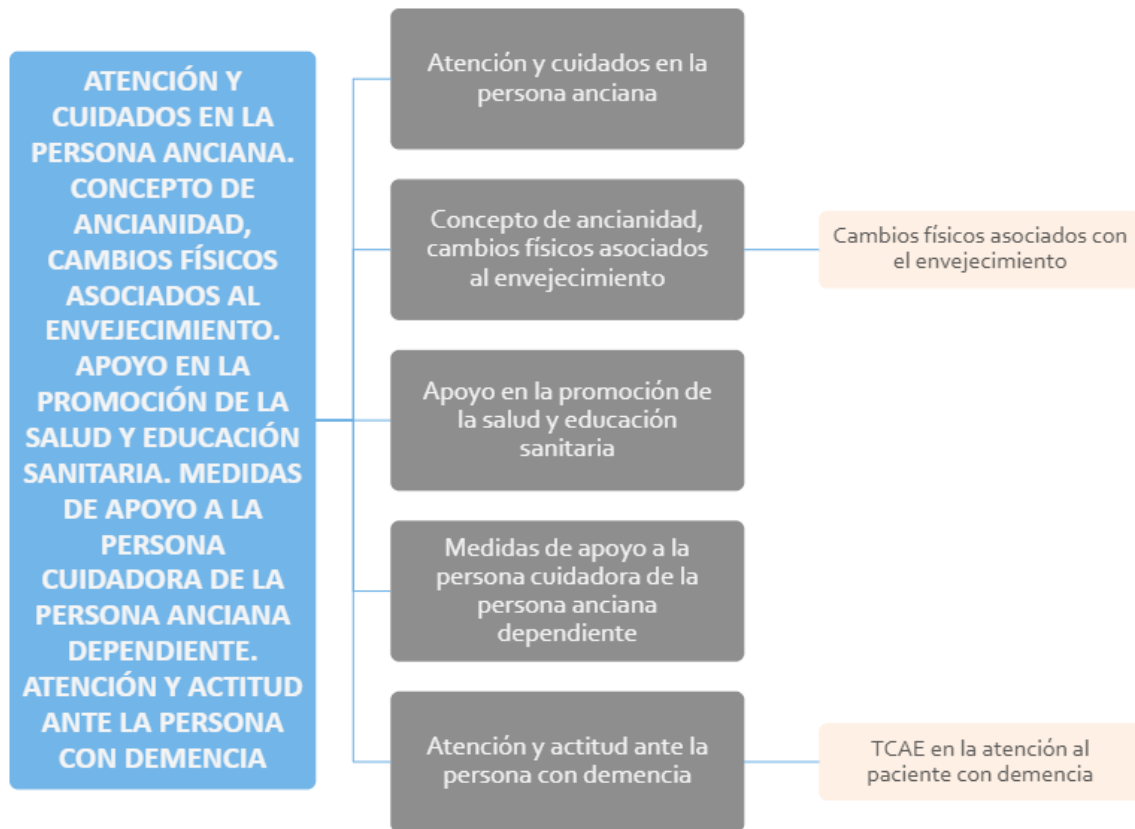 ATENCIÓN Y
CUIDADOS EN LA
PERSONA ANCIANA.
CONCEPTO DE
ANCIANIDAD,
CAMBIOS FÍSICOS
ASOCIADOS AL
ENVEJECIMIENTO.
APOYO EN LA
PROMOCIÓN DE LA
SALUD Y EDUCACIÓN
SANITARIA. MEDIDAS
DE APOYO A LA
PERSONA
CUIDADORA DE LA
PERSONA ANCIANA
DEPENDIENTE.
ATENCIÓN Y ACTITUD
ANTE LA PERSONA
CON DEMENCIA
Atención y cuidados en la
persona anciana
Concepto de ancianidad,
cambios físicos asociados
al envejecimiento
Cambios físicos asociados con
el envejecimiento
Apoyo en la promoción de
la salud y educación
sanitaria
Medidas de apoyo a la
persona cuidadora de la
persona anciana
dependiente
Atención y actitud ante la
persona con demencia
TCAE en la atención al
paciente con demencia